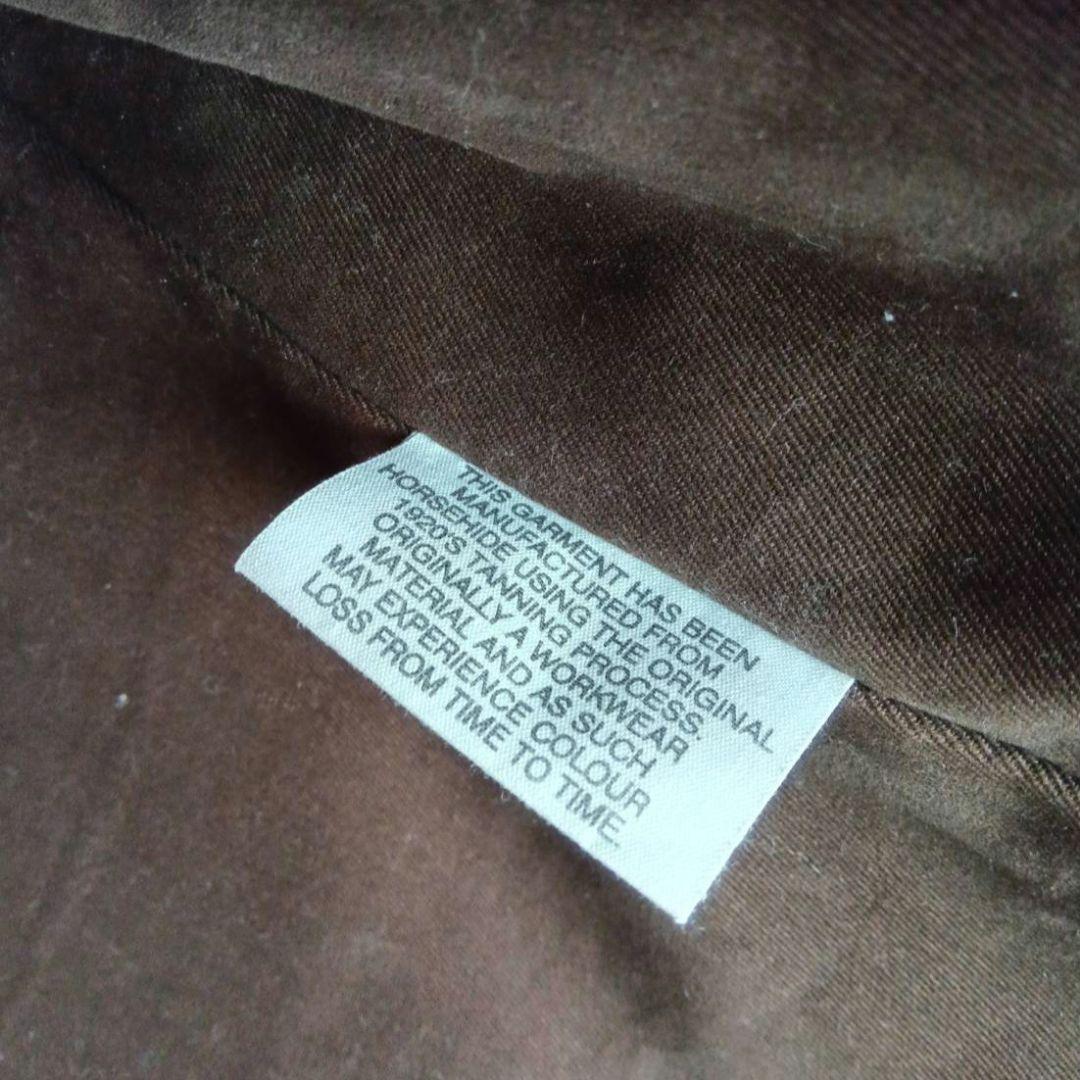 THIS GARMENT HAS BEEN
MANUFACTURED FROM
HORSEHIDE USING THE ORIGINAL
1920'S TANNING PROCESS.
ORIGINALLY A WORKWEAR
MATERIAL AND AS SUCH
MAY EXPERIENCE COLOUR
LOSS FROM TIME TO TIME.